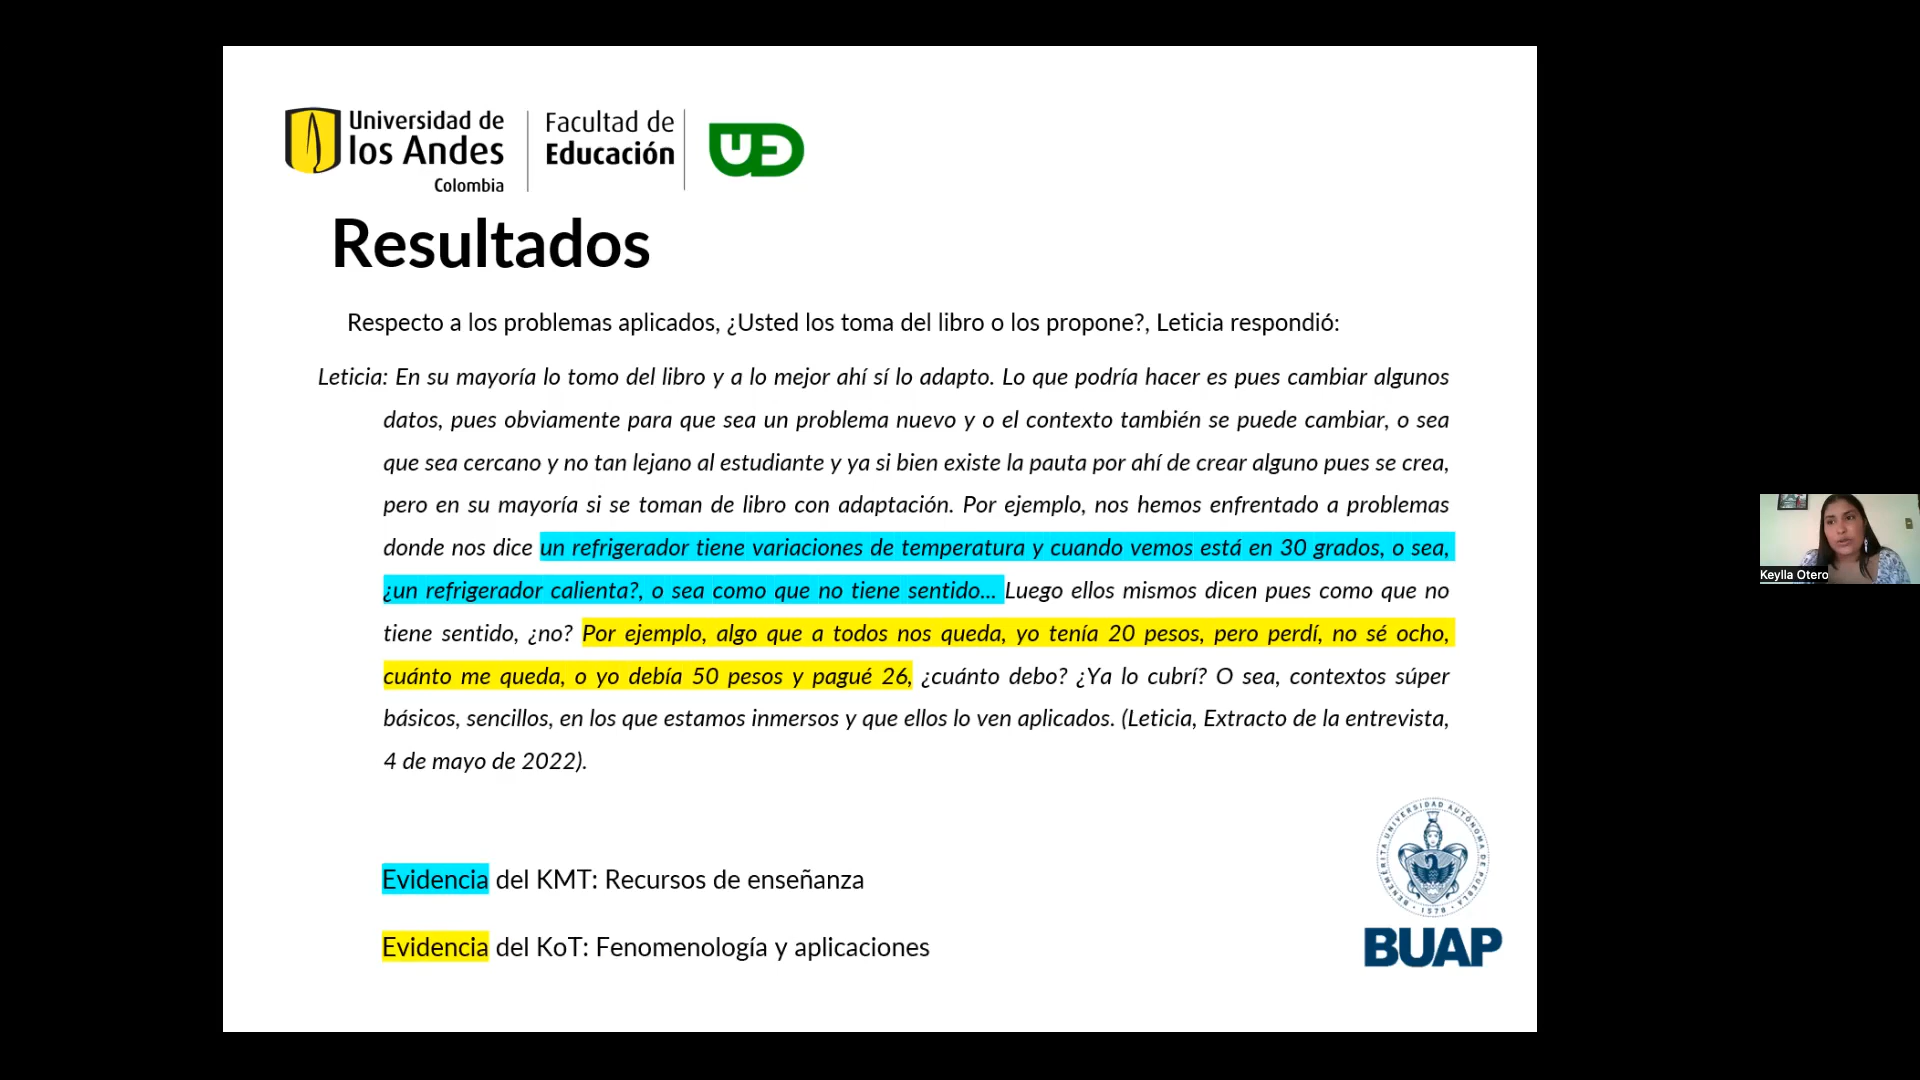 Universidad de
los Andes
Colombia
Facultad de
Educación
UED
Resultados
Respecto a los problemas aplicados, ¿Usted los toma del libro o los propone?, Leticia respondió:
Leticia: En su mayoría lo tomo del libro y a lo mejor ahí sí lo adapto. Lo que podría hacer es pues cambiar algunos
datos, pues obviamente para que sea un problema nuevo y o el contexto también se puede cambiar, o sea
que sea cercano y no tan lejano al estudiante y ya si bien existe la pauta por ahí de crear alguno pues se crea,
pero en su mayoría si se toman de libro con adaptación. Por ejemplo, nos hemos enfrentado a problemas
donde nos dice un refrigerador tiene variaciones de temperatura y cuando vemos está en 30 grados, o sea,
¿un refrigerador calienta?, o sea como que no tiene sentido... Luego ellos mismos dicen pues como que no
tiene sentido, ¿no? Por ejemplo, algo que a todos nos queda, yo tenía 20 pesos, pero perdí, no sé ocho,
cuánto me queda, o yo debía 50 pesos y pagué 26, ¿cuánto debo? ¿Ya lo cubrí? O sea, contextos súper
básicos, sencillos, en los que estamos inmersos y que ellos lo ven aplicados. (Leticia, Extracto de la entrevista,
4 de mayo de 2022).
Evidencia del KMT: Recursos de enseñanza
Evidencia del KoT: Fenomenología y aplicaciones
BENEMÉRITA UNIVERSIDAD AUTÓNOMA DE PUEBLA
1578
BUAP
Keylla Otero